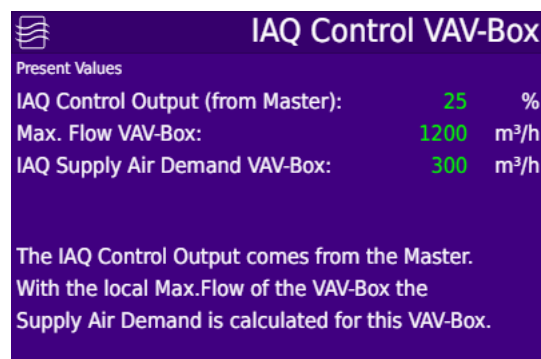 IAQ Control VAV-Box
Present Values
IAQ Control Output (from Master): 25 %
Max. Flow VAV-Box: 1200 m³/h
IAQ Supply Air Demand VAV-Box: 300 m³/h
The IAQ Control Output comes from the Master.
With the local Max.Flow of the VAV-Box the
Supply Air Demand is calculated for this VAV-Box.